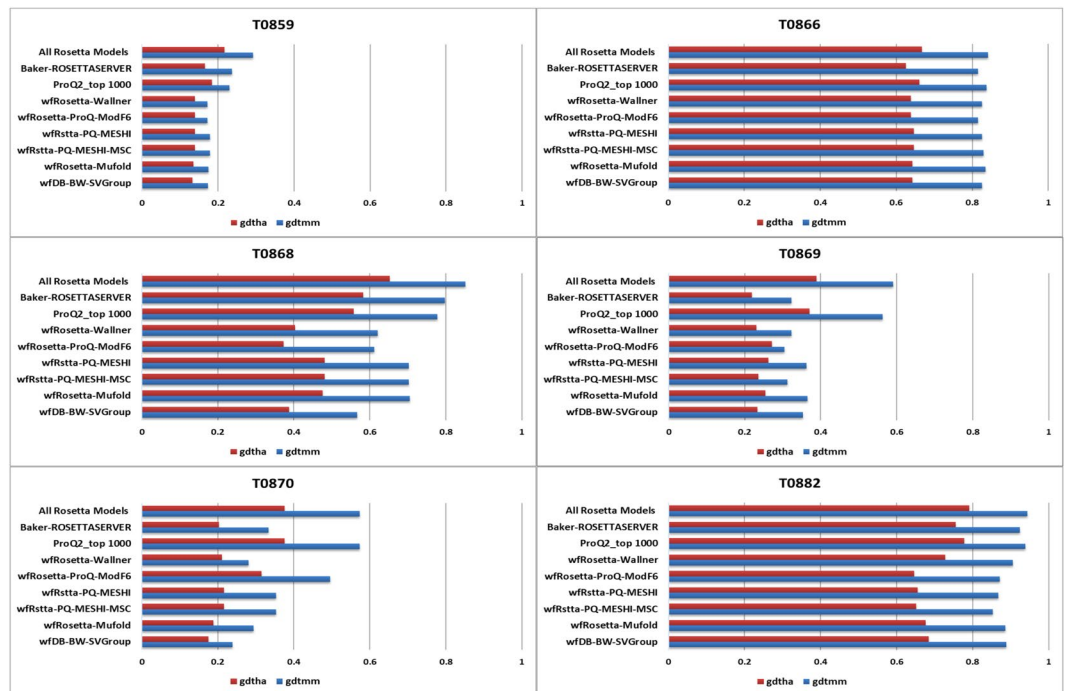 T0859
All Rosetta Models
Baker-ROSETTASERVER
ProQ2_top 1000
wfRosetta-Wallner
wfRosetta-ProQ-ModF6
wfRstta-PQ-MESHI
wfRstta-PQ-MESHI-MSC
wfRosetta-Mufold
wfDB-BW-SVGroup
0 0.2 0.4 0.6 0.8 1
gdtha gdtmm
T0866
All Rosetta Models
Baker-ROSETTASERVER
ProQ2_top 1000
wfRosetta-Wallner
wfRosetta-ProQ-ModF6
wfRstta-PQ-MESHI
wfRstta-PQ-MESHI-MSC
wfRosetta-Mufold
wfDB-BW-SVGroup
0 0.2 0.4 0.6 0.8 1
gdtha gdtmm
T0868
All Rosetta Models
Baker-ROSETTASERVER
ProQ2_top 1000
wfRosetta-Wallner
wfRosetta-ProQ-ModF6
wfRstta-PQ-MESHI
wfRstta-PQ-MESHI-MSC
wfRosetta-Mufold
wfDB-BW-SVGroup
0 0.2 0.4 0.6 0.8 1
gdtha gdtmm
T0869
All Rosetta Models
Baker-ROSETTASERVER
ProQ2_top 1000
wfRosetta-Wallner
wfRosetta-ProQ-ModF6
wfRstta-PQ-MESHI
wfRstta-PQ-MESHI-MSC
wfRosetta-Mufold
wfDB-BW-SVGroup
0 0.2 0.4 0.6 0.8 1
gdtha gdtmm
T0870
All Rosetta Models
Baker-ROSETTASERVER
ProQ2_top 1000
wfRosetta-Wallner
wfRosetta-ProQ-ModF6
wfRstta-PQ-MESHI
wfRstta-PQ-MESHI-MSC
wfRosetta-Mufold
wfDB-BW-SVGroup
0 0.2 0.4 0.6 0.8 1
gdtha gdtmm
T0882
All Rosetta Models
Baker-ROSETTASERVER
ProQ2_top 1000
wfRosetta-Wallner
wfRosetta-ProQ-ModF6
wfRstta-PQ-MESHI
wfRstta-PQ-MESHI-MSC
wfRosetta-Mufold
wfDB-BW-SVGroup
0 0.2 0.4 0.6 0.8 1
gdtha gdtmm